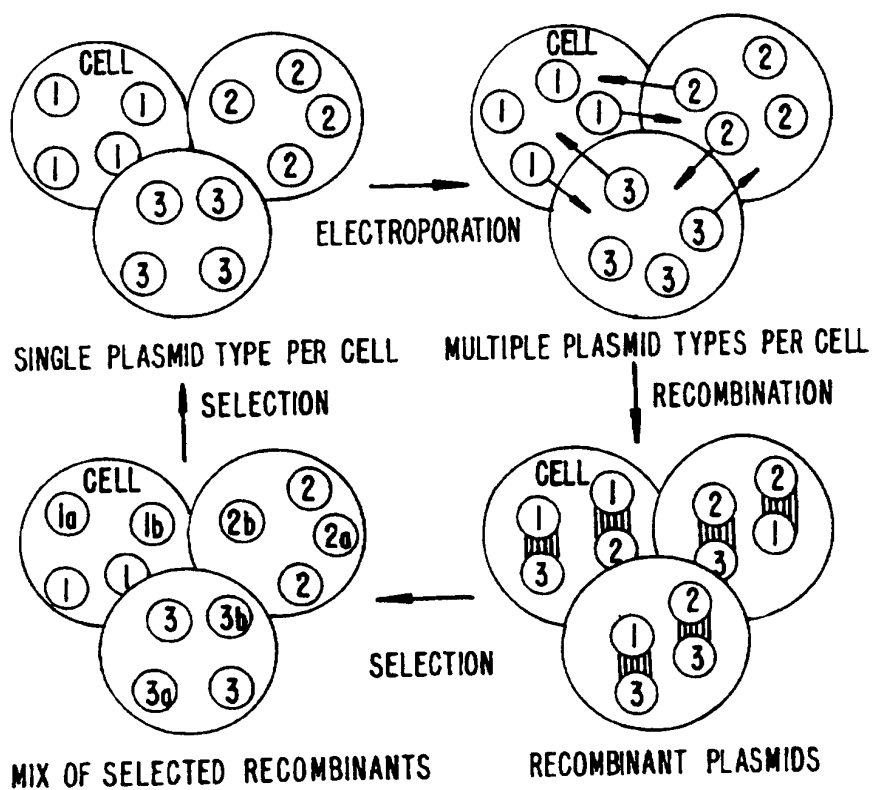 CELL
1 1 1 1
2 2 2 2
3 3
3 3
SINGLE PLASMID TYPE PER CELL
ELECTROPORATION
CELL
1 1 1 1
2 2 2 2
3 3 3 3
MULTIPLE PLASMID TYPES PER CELL
RECOMBINATION
CELL
1 3
1 2
2 3
2 1
1 3
2 3
RECOMBINANT PLASMIDS
SELECTION
CELL
1a 1b
1 1
2
2b 2a
2
3 3b
3a 3
MIX OF SELECTED RECOMBINANTS
SELECTION